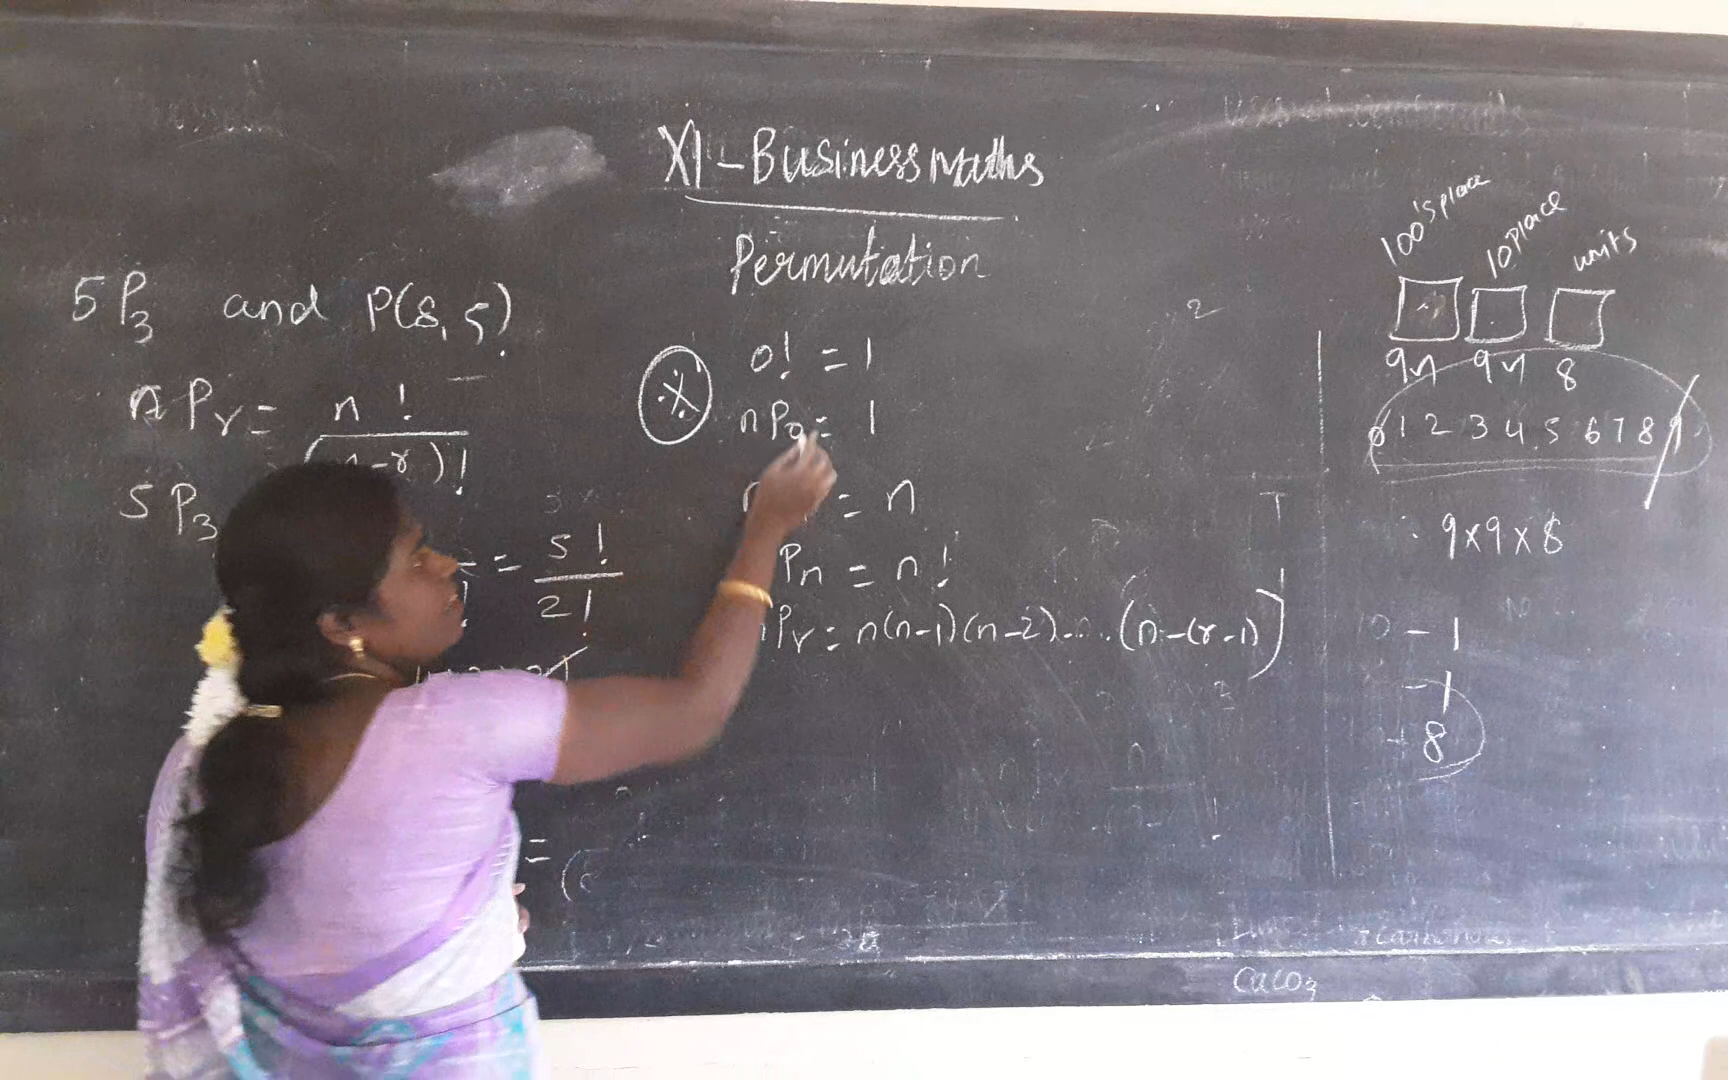 XI - Business Maths
Permutation
5P₃ and P(8,5)
nPr = n!
(n-r)!
5P₃
= 5!
2!
0! = 1
nP₀ = 1
= n
Pn = n!
Pr = n(n-1)(n-2)-...(n-(r-1)
= (5
100's place
10 place
units
9 9 8
0 1 2 3 4 5 6 7 8 9
9×9×8
- 1
- 1
8
CaCO₃